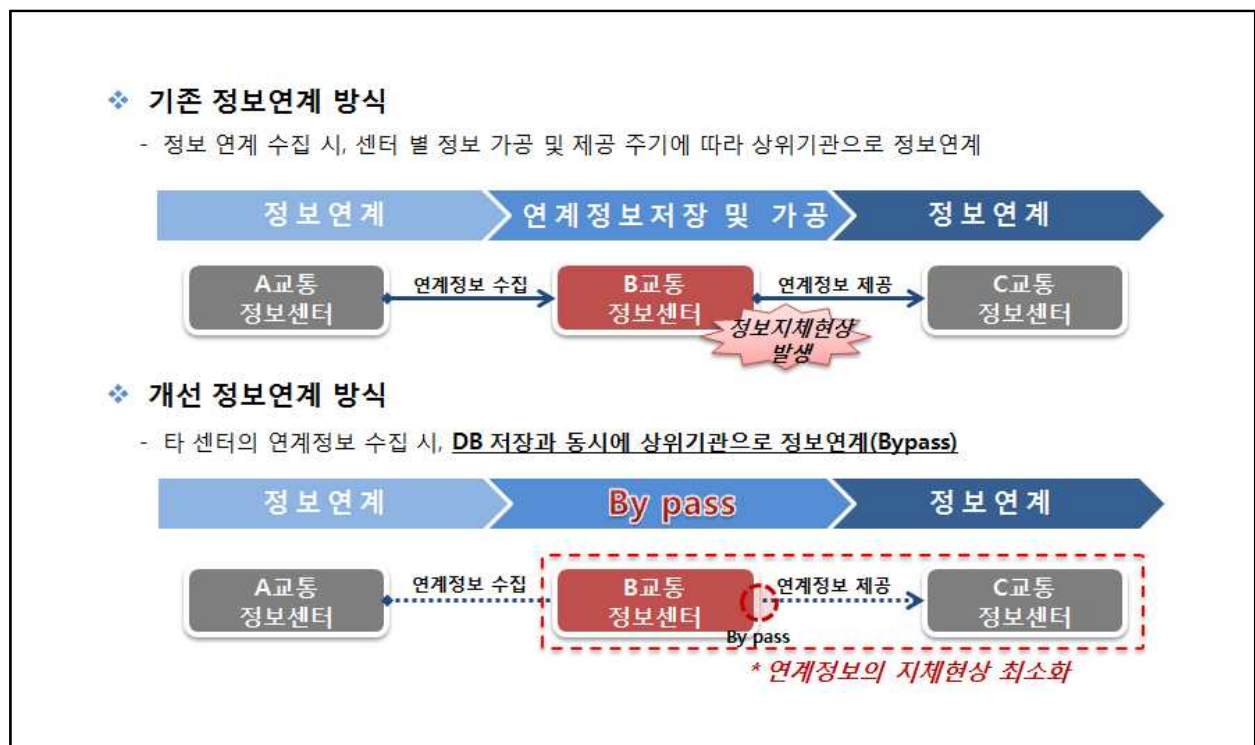 기존 정보연계 방식
- 정보 연계 수집 시, 센터 별 정보 가공 및 제공 주기에 따라 상위기관으로 정보연계
정보연계
연계정보저장 및 가공
정보연계
A교통
정보센터
연계정보 수집
B교통
정보센터
연계정보 제공
C교통
정보센터
정보지체현상
발생
개선 정보연계 방식
- 타 센터의 연계정보 수집 시, DB 저장과 동시에 상위기관으로 정보연계(Bypass)
정보연계
By pass
정보연계
A교통
정보센터
연계정보 수집
B교통
정보센터
By pass
연계정보 제공
C교통
정보센터
* 연계정보의 지체현상 최소화